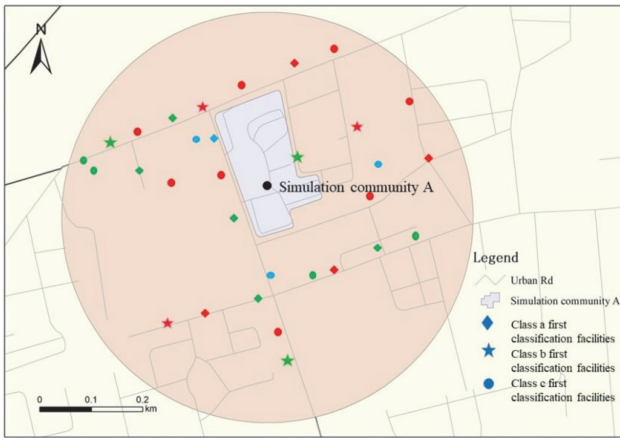 N
Simulation community A
Legend
Urban Rd
Simulation community A
Class a first
classification facilities
Class b first
classification facilities
Class c first
classification facilities
0 0.1 0.2
km